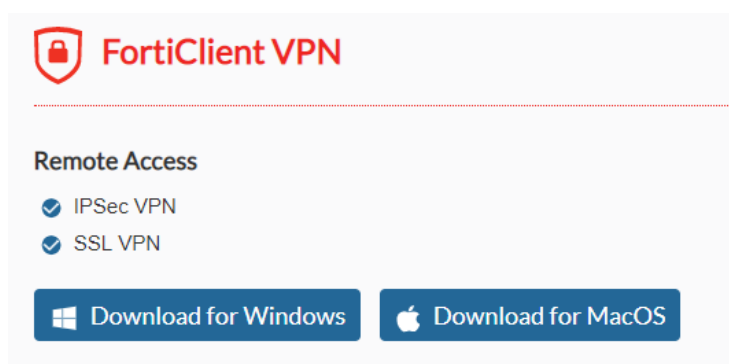 FortiClient VPN
Remote Access
IPSec VPN
SSL VPN
Download for Windows
Download for MacOS